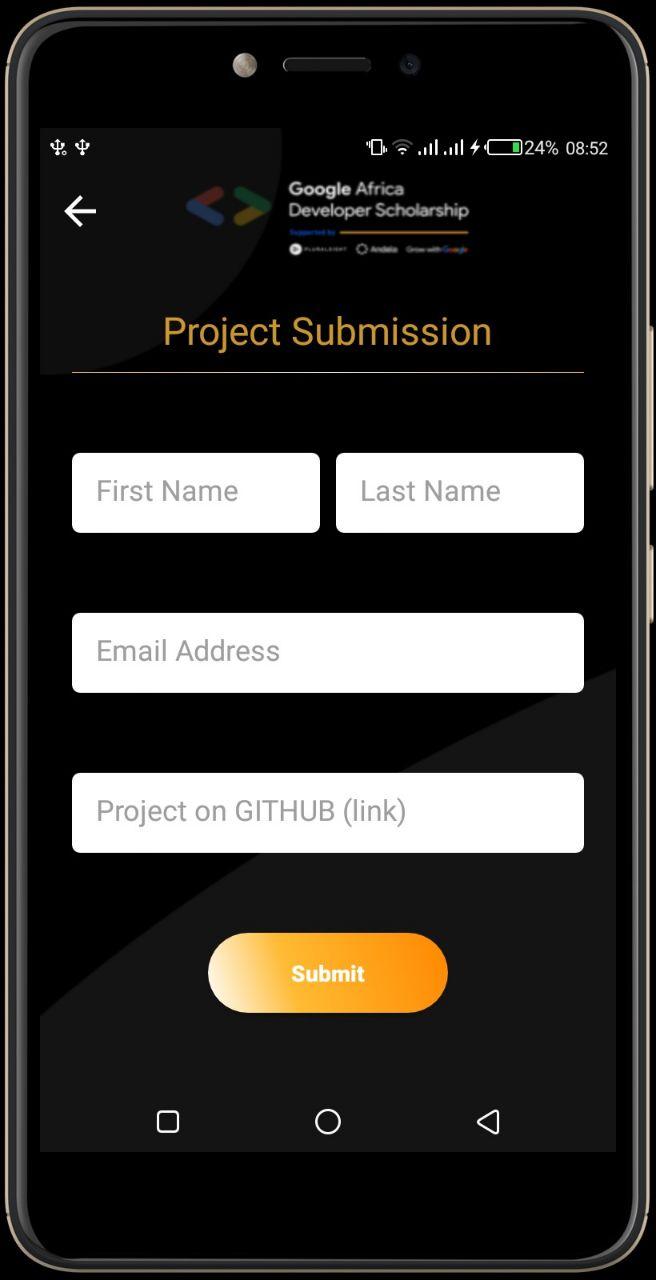 24% 08:52
Google Africa
Developer Scholarship
Supported by
PLURALSIGHT Andela Grow with Google
Project Submission
First Name Last Name
Email Address
Project on GITHUB (link)
Submit